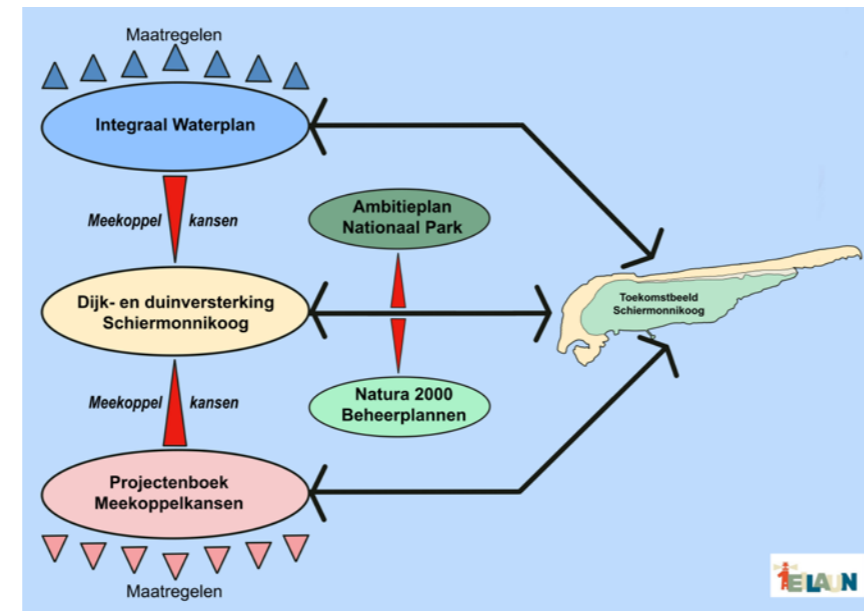 Maatregelen
Integraal Waterplan
Meekoppel kansen
Ambitieplan
Nationaal Park
Dijk- en duinversterking
Schiermonnikoog
Toekomstbeeld
Schiermonnikoog
Meekoppel kansen
Natura 2000
Beheerplannen
Projectenboek
Meekoppelkansen
Maatregelen